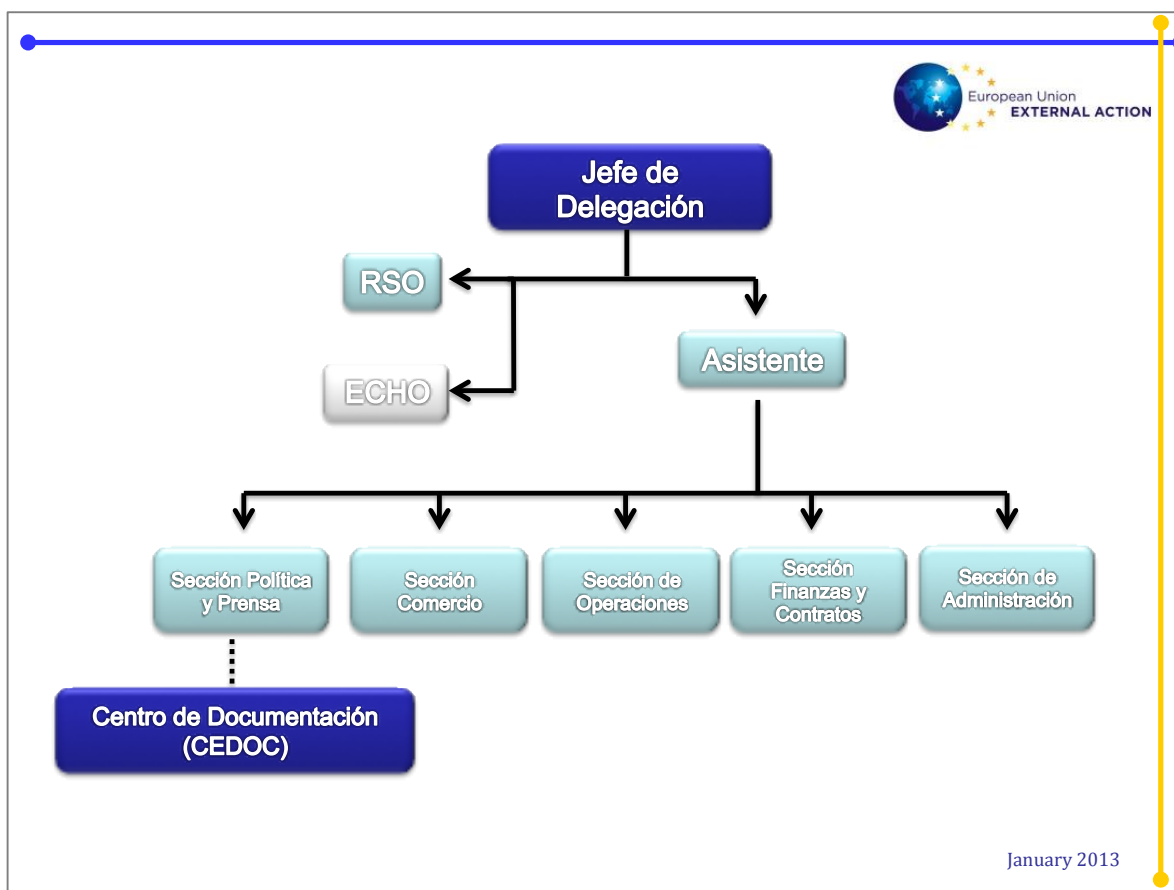 European Union
EXTERNAL ACTION
Jefe de
Delegación
RSO
Asistente
ECHO
Sección Política
y Prensa
Sección
Comercio
Sección de
Operaciones
Sección
Finanzas y
Contratos
Sección de
Administración
Centro de Documentación
(CEDOC)
January 2013